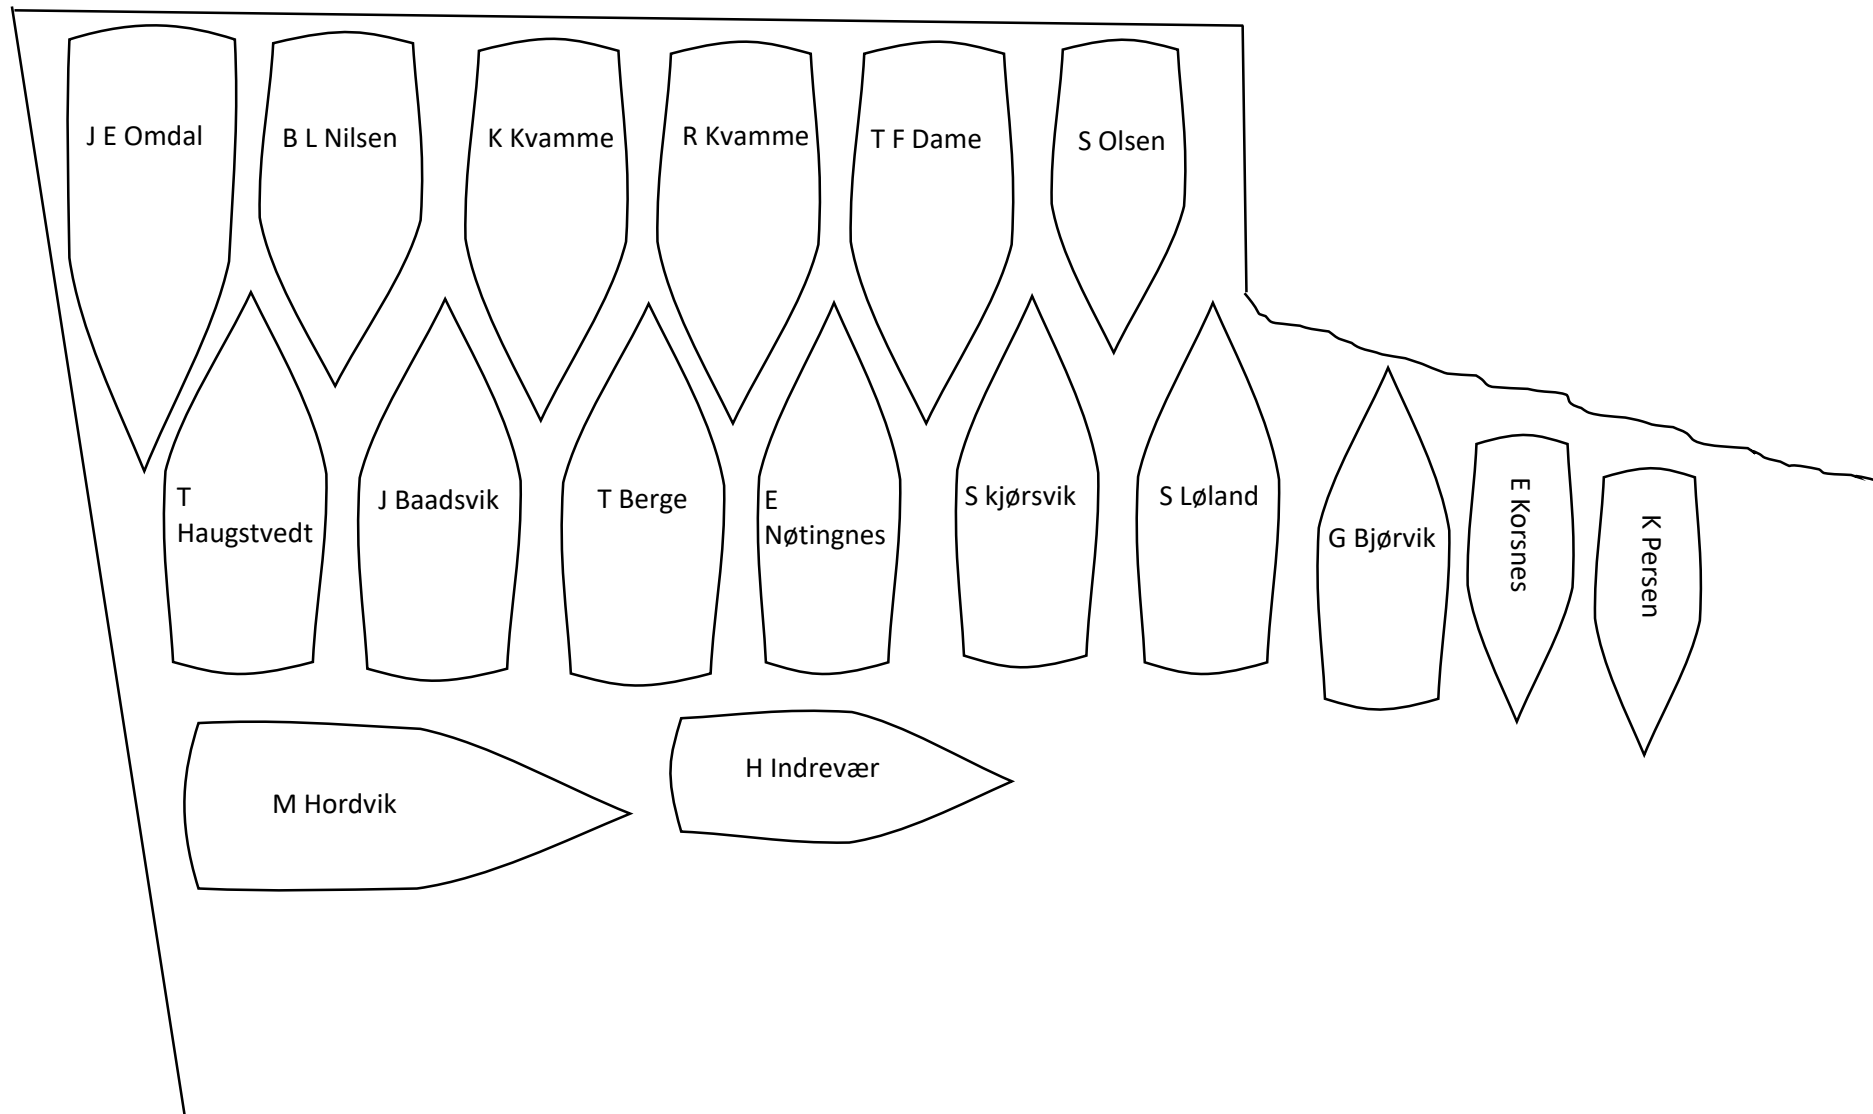 J E Omdal
B L Nilsen
K Kvamme
R Kvamme
T F Dame
S Olsen
T
Haugstvedt
J Baadsvik
T Berge
E
Nøtingnes
S kjørsvik
S Løland
G Bjørvik
E Korsnes
K Persen
M Hordvik
H Indrevær